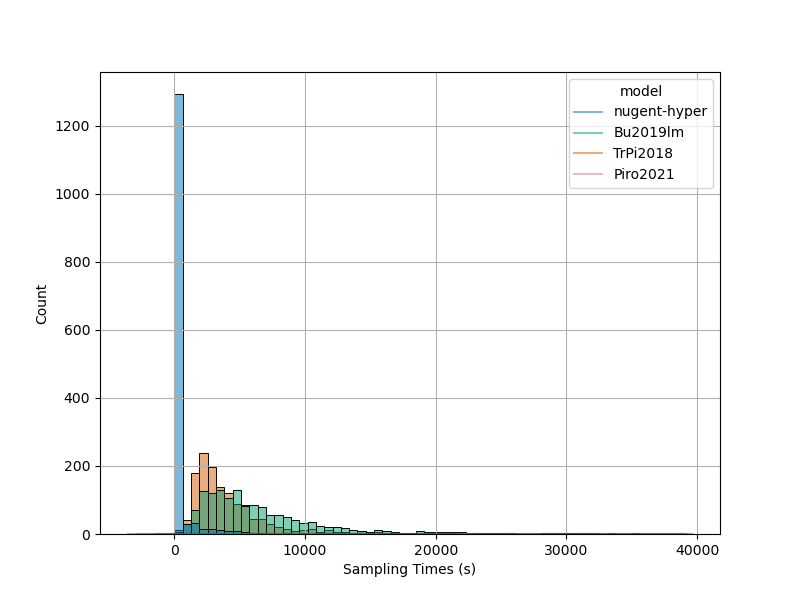 model
nugent-hyper
Bu2019lm
TrPi2018
Piro2021
1200
1000
800
600
400
200
0
Count
0 10000 20000 30000 40000
Sampling Times (s)